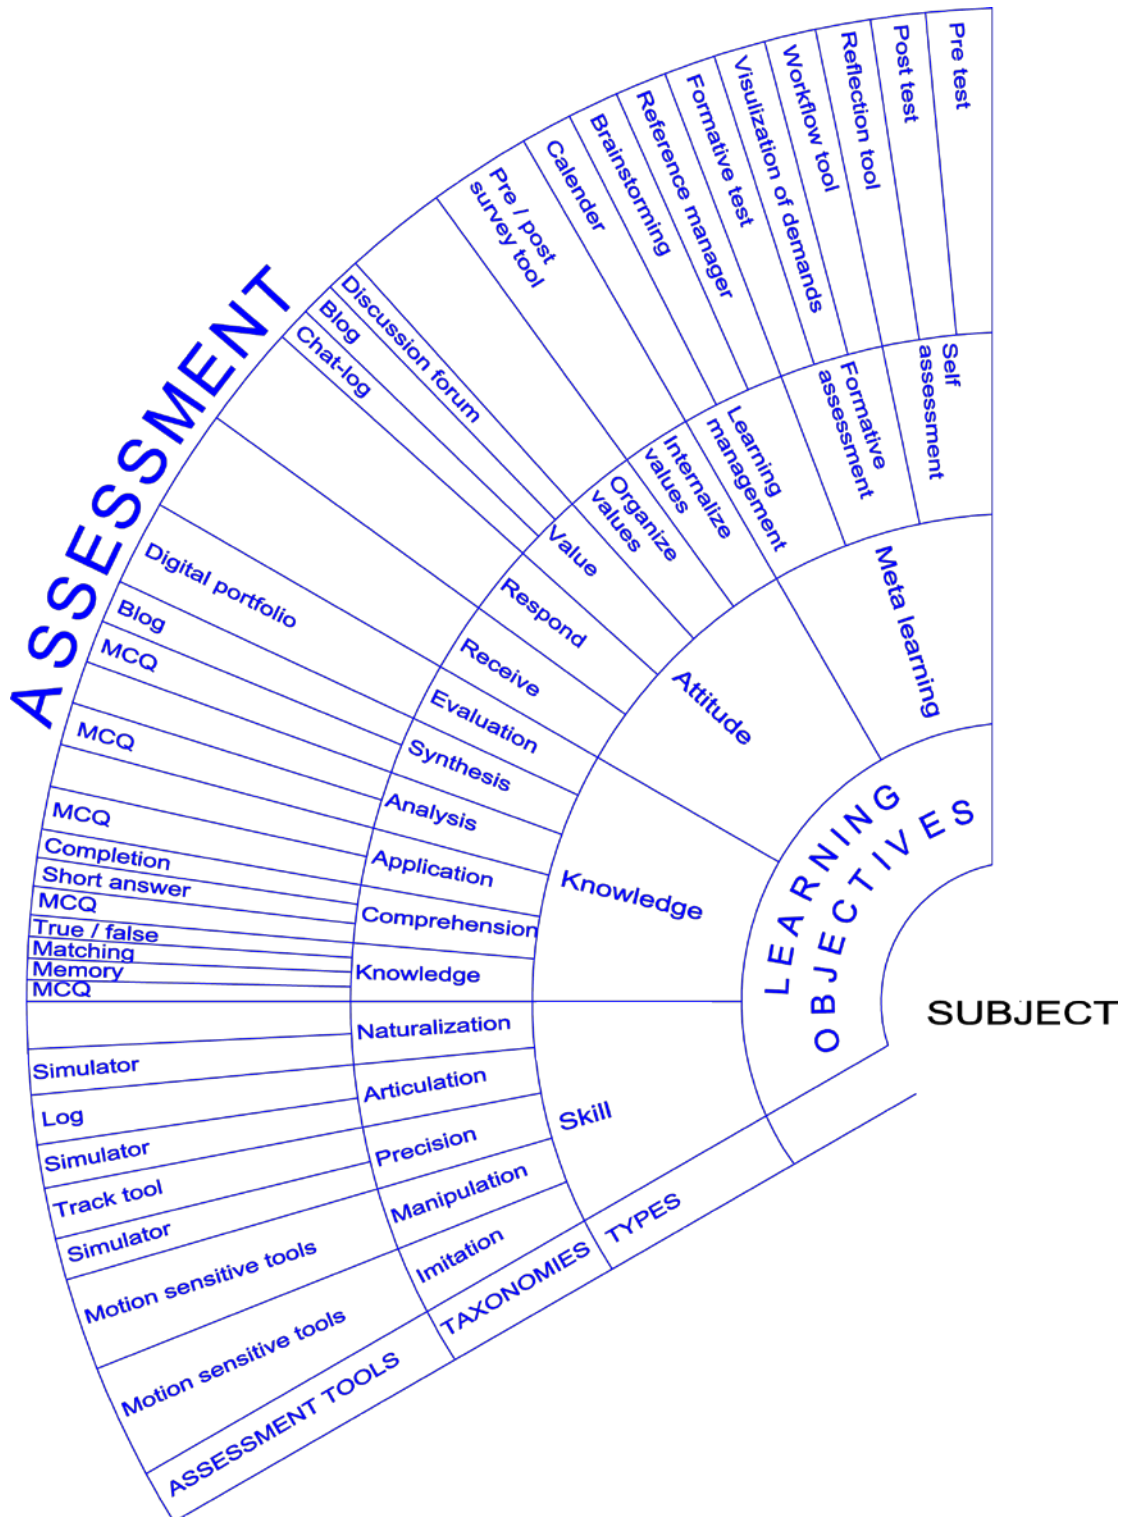 ASSESSMENT
Pre test
Post test
Reflection tool
Workflow tool
Visulization of demands
Formative test
Reference manager
Brainstorming
Calender
Pre / post
survey tool
Discussion forum
Blog
Chat-log
Digital portfolio
Blog
MCQ
MCQ
MCQ
Completion
Short answer
MCQ
True / false
Matching
Memory
MCQ
Simulator
Log
Simulator
Track tool
Simulator
Motion sensitive tools
Motion sensitive tools
ASSESSMENT TOOLS
Self
assessment
Formative
assessment
Learning
management
Internalize
values
Organize
values
Value
Respond
Receive
Evaluation
Synthesis
Analysis
Application
Comprehension
Knowledge
Naturalization
Articulation
Precision
Manipulation
Imitation
TAXONOMIES
Meta learning
Attitude
Knowledge
Skill
TYPES
LEARNING
OBJECTIVES
SUBJECT